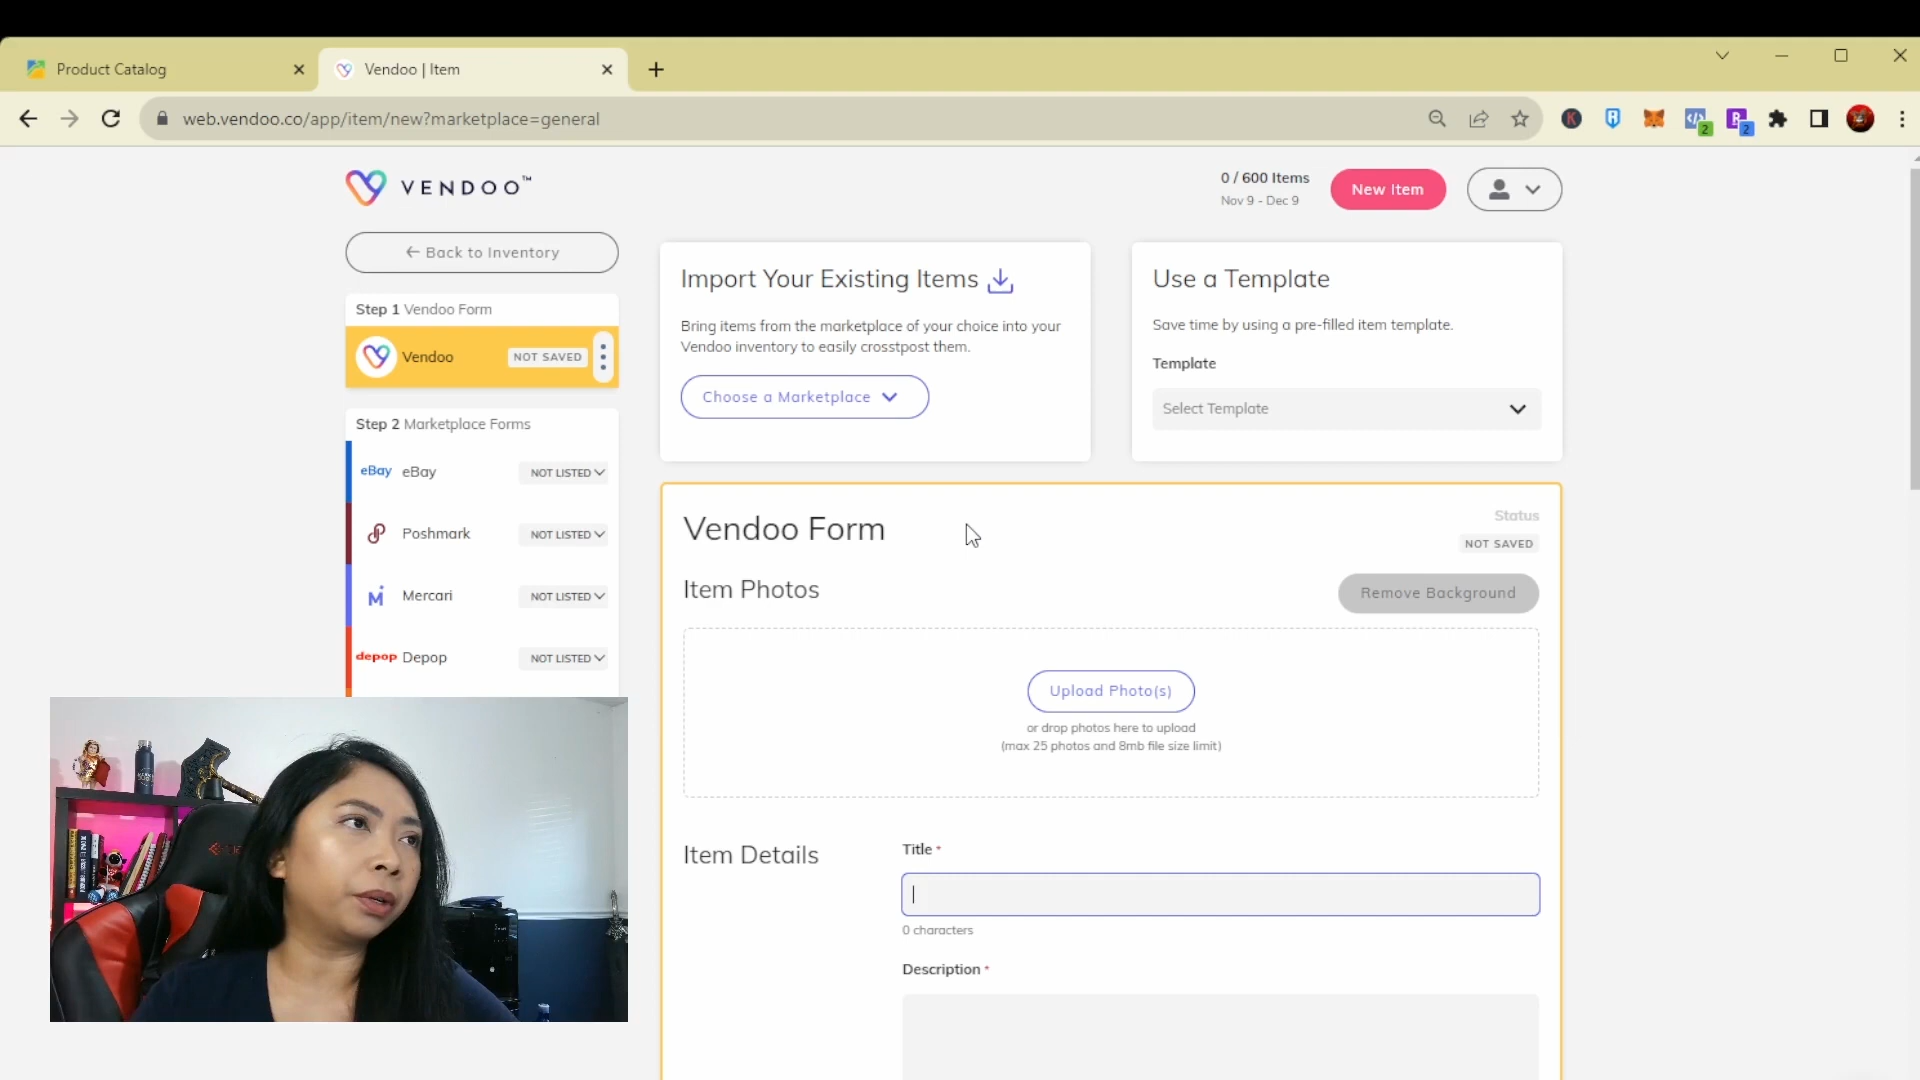 Product Catalog
Vendoo | Item
web.vendoo.co/app/item/new?marketplace=general
2
2
VENDOO™
0 / 600 Items
Nov 9 - Dec 9
New Item
← Back to Inventory
Step 1 Vendoo Form
Vendoo
NOT SAVED
Step 2 Marketplace Forms
eBay eBay NOT LISTED
Poshmark NOT LISTED
Mercari NOT LISTED
depop Depop NOT LISTED
Import Your Existing Items
Bring items from the marketplace of your choice into your
Vendoo inventory to easily crosstpost them.
Choose a Marketplace
Use a Template
Save time by using a pre-filled item template.
Template
Select Template
Vendoo Form
Status
NOT SAVED
Item Photos
Remove Background
Upload Photo(s)
or drop photos here to upload
(max 25 photos and 8mb file size limit)
Item Details
Title *
0 characters
Description *